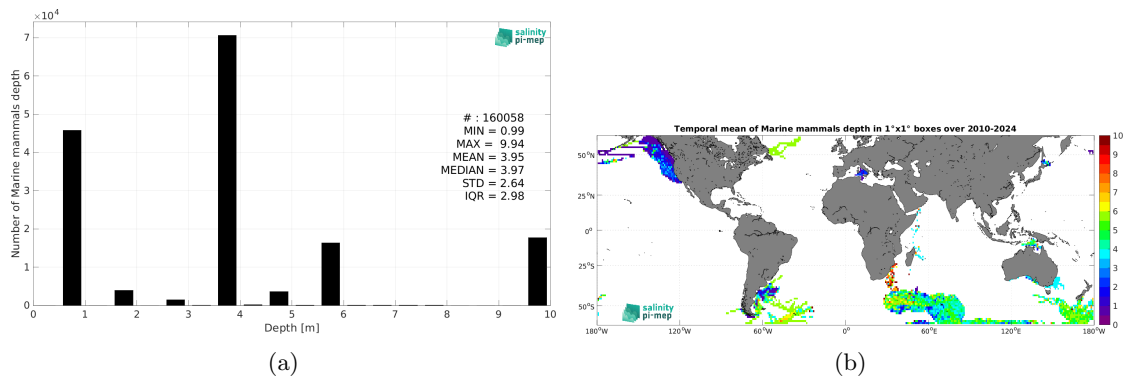 ×10⁴
7
6
5
4
3
2
1
0
Number of Marine mammals depth
salinity
pi-mep
# : 160058
MIN = 0.99
MAX = 9.94
MEAN = 3.95
MEDIAN = 3.97
STD = 2.64
IQR = 2.98
0 1 2 3 4 5 6 7 8 9 10
Depth [m]
(a)
Temporal mean of Marine mammals depth in 1°x1° boxes over 2010-2024
50°N
25°N
0°
25°S
50°S
180°W 120°W 60°W 0° 60°E 120°E 180°E
salinity
pi-mep
10
9
8
7
6
5
4
3
2
1
0
(b)